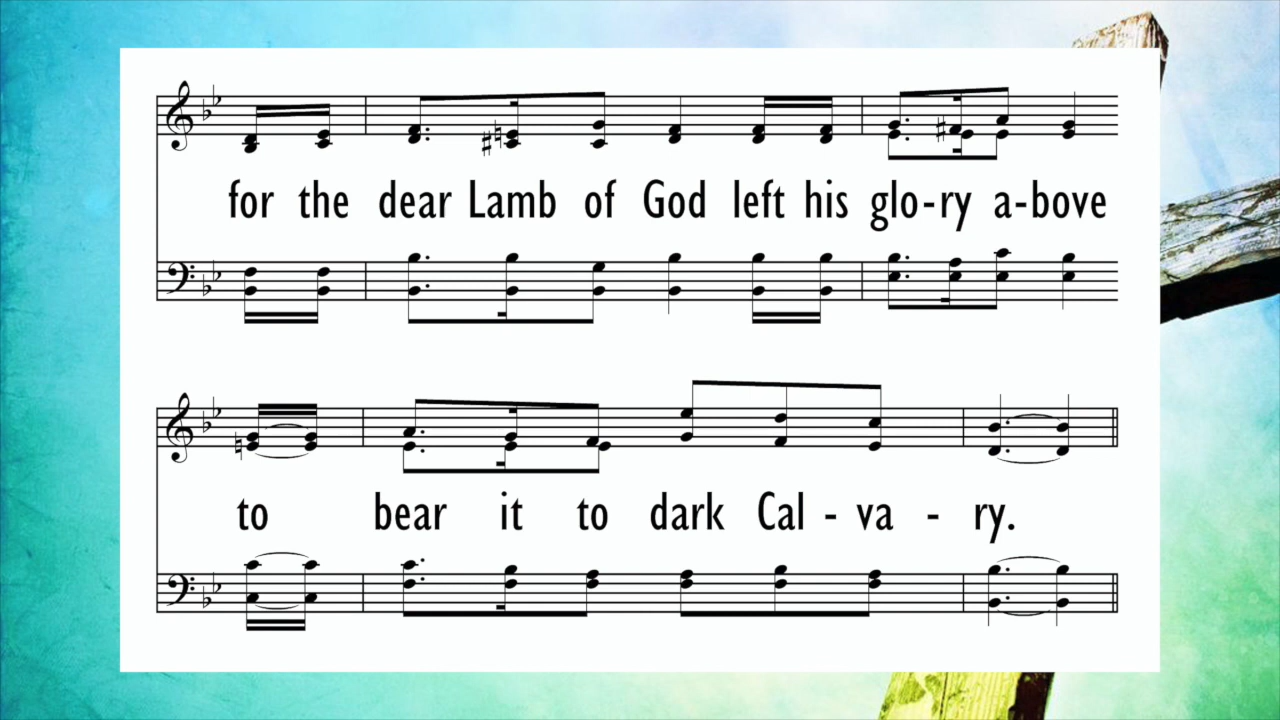 for the dear Lamb of God left his glo-ry a-bove
to bear it to dark Cal - va - ry.